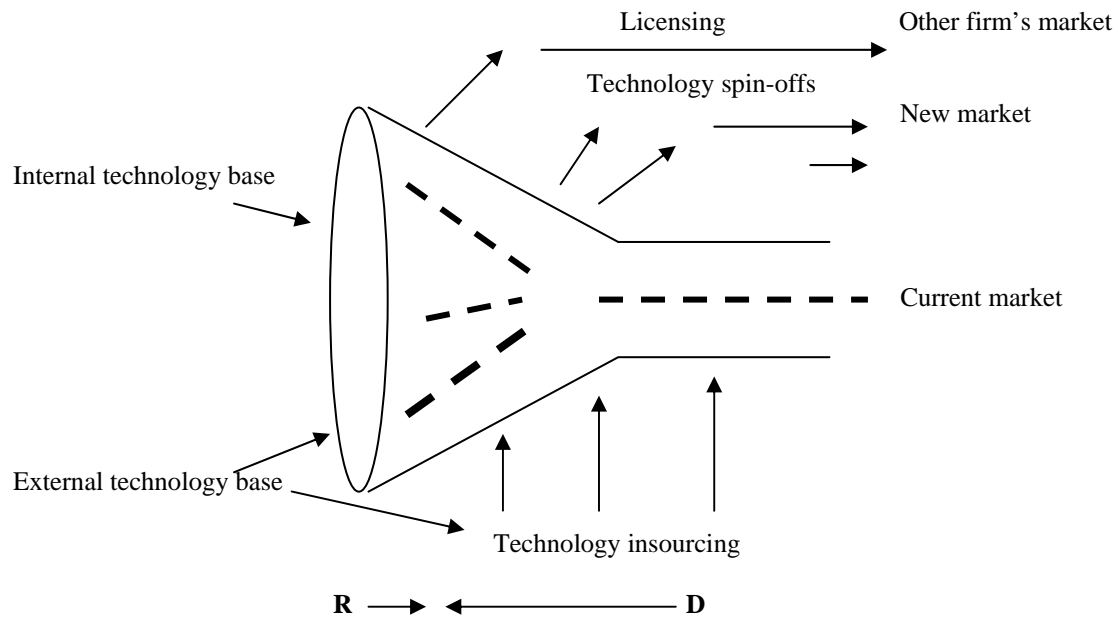 Licensing
Other firm’s market
Technology spin-offs
New market
Internal technology base
Current market
External technology base
Technology insourcing
R
D